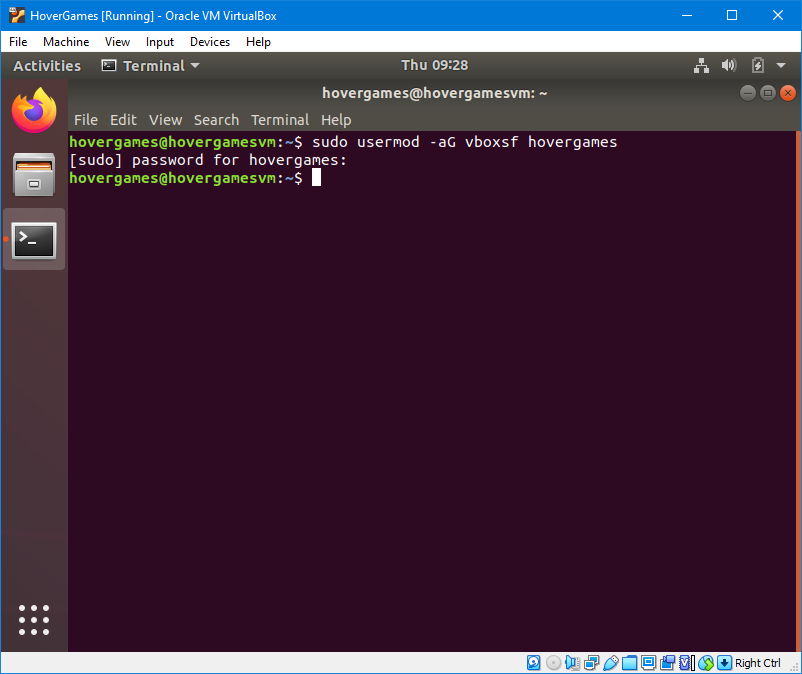 HoverGames [Running] - Oracle VM VirtualBox
File Machine View Input Devices Help
Activities Terminal Thu 09:28
hovergames@hovergamesvm: ~
File Edit View Search Terminal Help
hovergames@hovergamesvm:~$ sudo usermod -aG vboxsf hovergames
[sudo] password for hovergames:
hovergames@hovergamesvm:~$
Right Ctrl